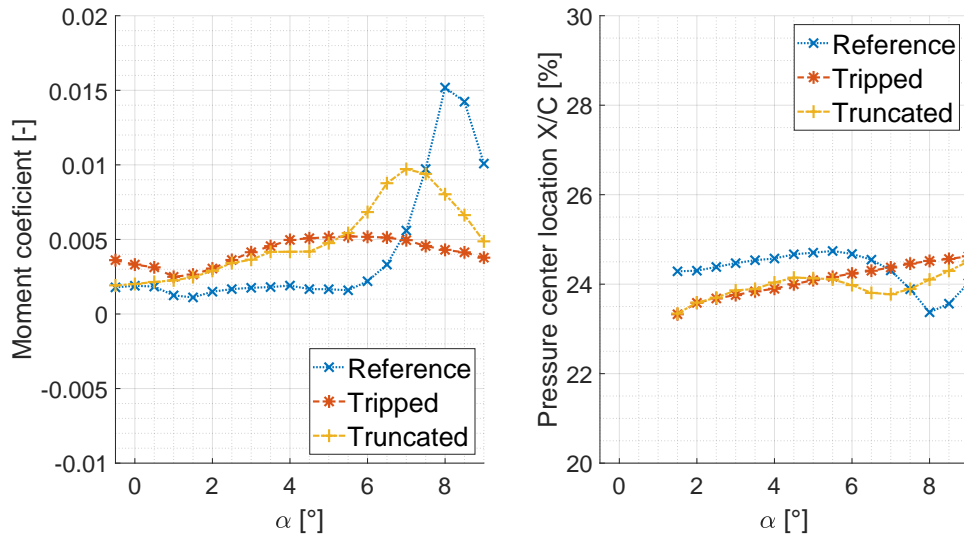 0.02
0.015
0.01
0.005
0
-0.005
-0.01
Moment coeficient [-]
0 2 4 6 8
α [°]
Reference
Tripped
Truncated
30
28
26
24
22
20
Pressure center location X/C [%]
0 2 4 6 8
α [°]
Reference
Tripped
Truncated